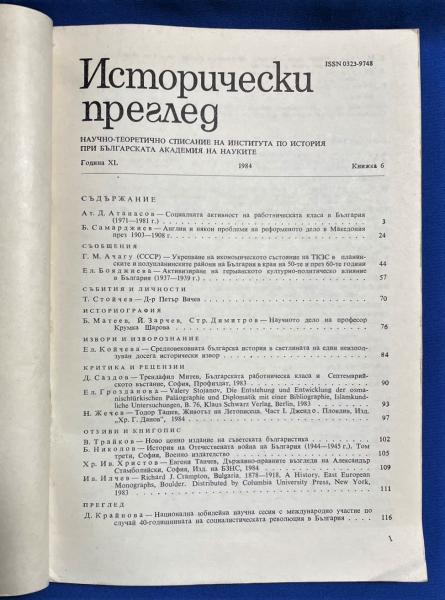 ISSN 0323-9748
Исторически
преглед
НАУЧНО-ТЕОРЕТИЧНО СПИСАНИЕ НА ИНСТИТУТА ПО ИСТОРИЯ
ПРИ БЪЛГАРСКАТА АКАДЕМИЯ НА НАУКИТЕ
Година XL 1984 Книжка 6
СЪДЪРЖАНИЕ
Ат. Д. Атанасов — Социалната активност на работническата класа в България
(1971—1981 г.) 3
Б. Самарджиев — Англия и някои проблеми на реформеното дело в Македония
през 1903—1908 г. 24
СЪОБЩЕНИЯ
Г. М. Ачагу (СССР) — Укрепване на икономическото състояние на ТКЗС в планин-
ските и полупланинските райони на България в края на 50-те и през 60-те години 44
Ел. Бояджиева — Активизиране на германското културно-политическо влияние
в България (1937—1939 г.) 57
СЪБИТИЯ И ЛИЧНОСТИ
Т. Стойчев — Д-р Петър Вичев 70
ИСТОРИОГРАФИЯ
Б. Матеев, Й. Зарчев, Стр. Димитров — Научното дело на професор
Крумка Шарова 76
ИЗВОРИ И ИЗВОРОЗНАНИЕ
Ел. Койчева — Средновековната българска история в светлината на един неизпол-
зуван досега исторически извор 84
КРИТИКА И РЕЦЕНЗИИ
Д. Саздов — Трендафил Митев, Българската работническа класа и Септемврий-
ското въстание, София, Профиздат, 1983 90
Ел. Грозданова — Valery Stojanov, Die Entstehung und Entwicklung der osma-
nischtürkischen Paläographie und Diplomatik mit einer Bibliographie, Islamkund-
liche Untersuchungen, B. 76, Klaus Schwarz Verlag, Berlin, 1983 93
Н. Жечев — Тодор Ташев, Животът на Летописеца. Част I. Джендо, Пловдив, Изд.
„Хр. Г. Данов", 1984 98
ОТЗИВИ И КНИГОПИС
В. Трайков — Ново ценно издание на съветската българистика 102
Б. Николов — История на Отечествената война на България (1944—1945 г.), Том
трети, София, Военно издателство 105
Хр. Ив. Христов — Евгени Танчев, Държавно-правните възгледи на Александър
Стамболийски, София, Изд. на БЗНС, 1984 109
Ив. Илчев — Richard J. Crampton, Bulgaria, 1878—1918. A History, East European
Monographs, Boulder. Distributed by Columbia University Press, New York,
1983 111
ПРЕГЛЕД
Д. Крайнова — Национална юбилейна научна сесия с международно участие по
случай 40-годишнината на социалистическата революция в България 116
1